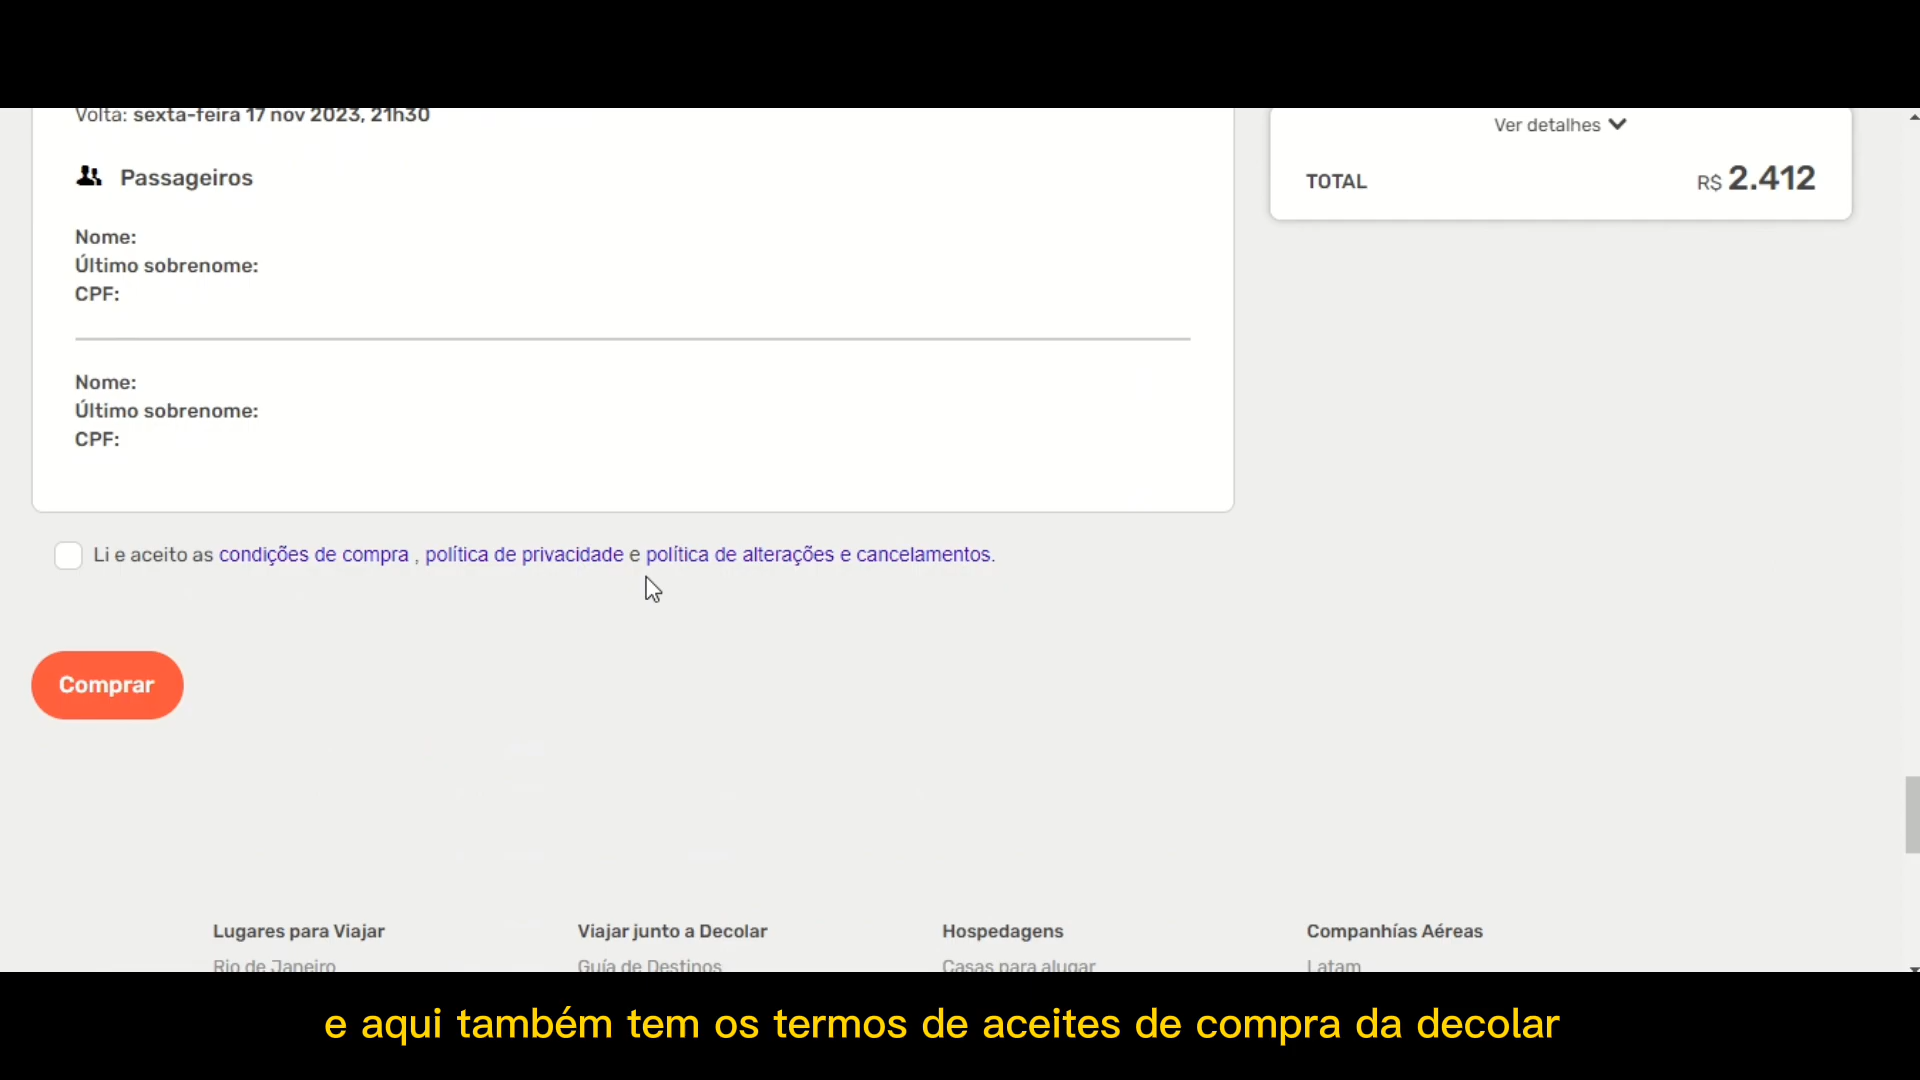 Volta: sexta-feira 17 nov 2023, 21h30
Ver detalhes
TOTAL
R$ 2.412
Passageiros
Nome:
Último sobrenome:
CPF:
Nome:
Último sobrenome:
CPF:
Li e aceito as condições de compra , política de privacidade e política de alterações e cancelamentos.
Comprar
Lugares para Viajar
Viajar junto a Decolar
Hospedagens
Companhías Aéreas
Rio de Janeiro
Guía de Destinos
Casas para alugar
Latam
e aqui também tem os termos de aceites de compra da decolar